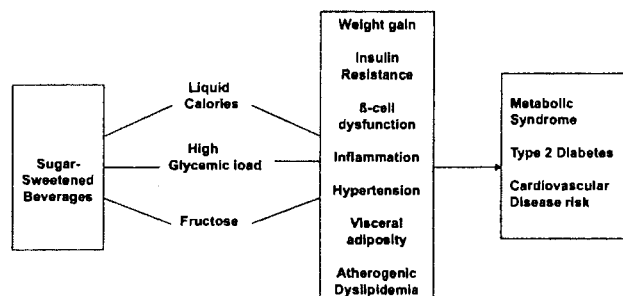 Sugar-
Sweetened
Beverages
Liquid
Calories
High
Glycemic load
Fructose
Weight gain
Insulin
Resistance
ß-cell
dysfunction
Inflammation
Hypertension
Visceral
adiposity
Atherogenic
Dyslipidemia
Metabolic
Syndrome
Type 2 Diabetes
Cardiovascular
Disease risk